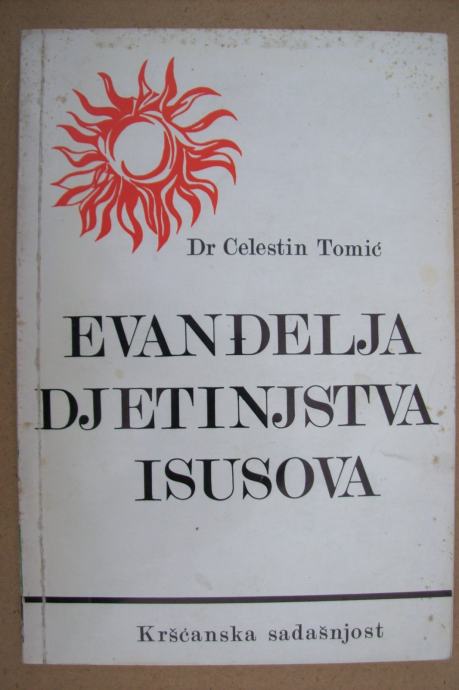 Dr Celestin Tomić
EVANĐELJA
DJETINJSTVA
ISUSOVA
Kršćanska sadašnjost